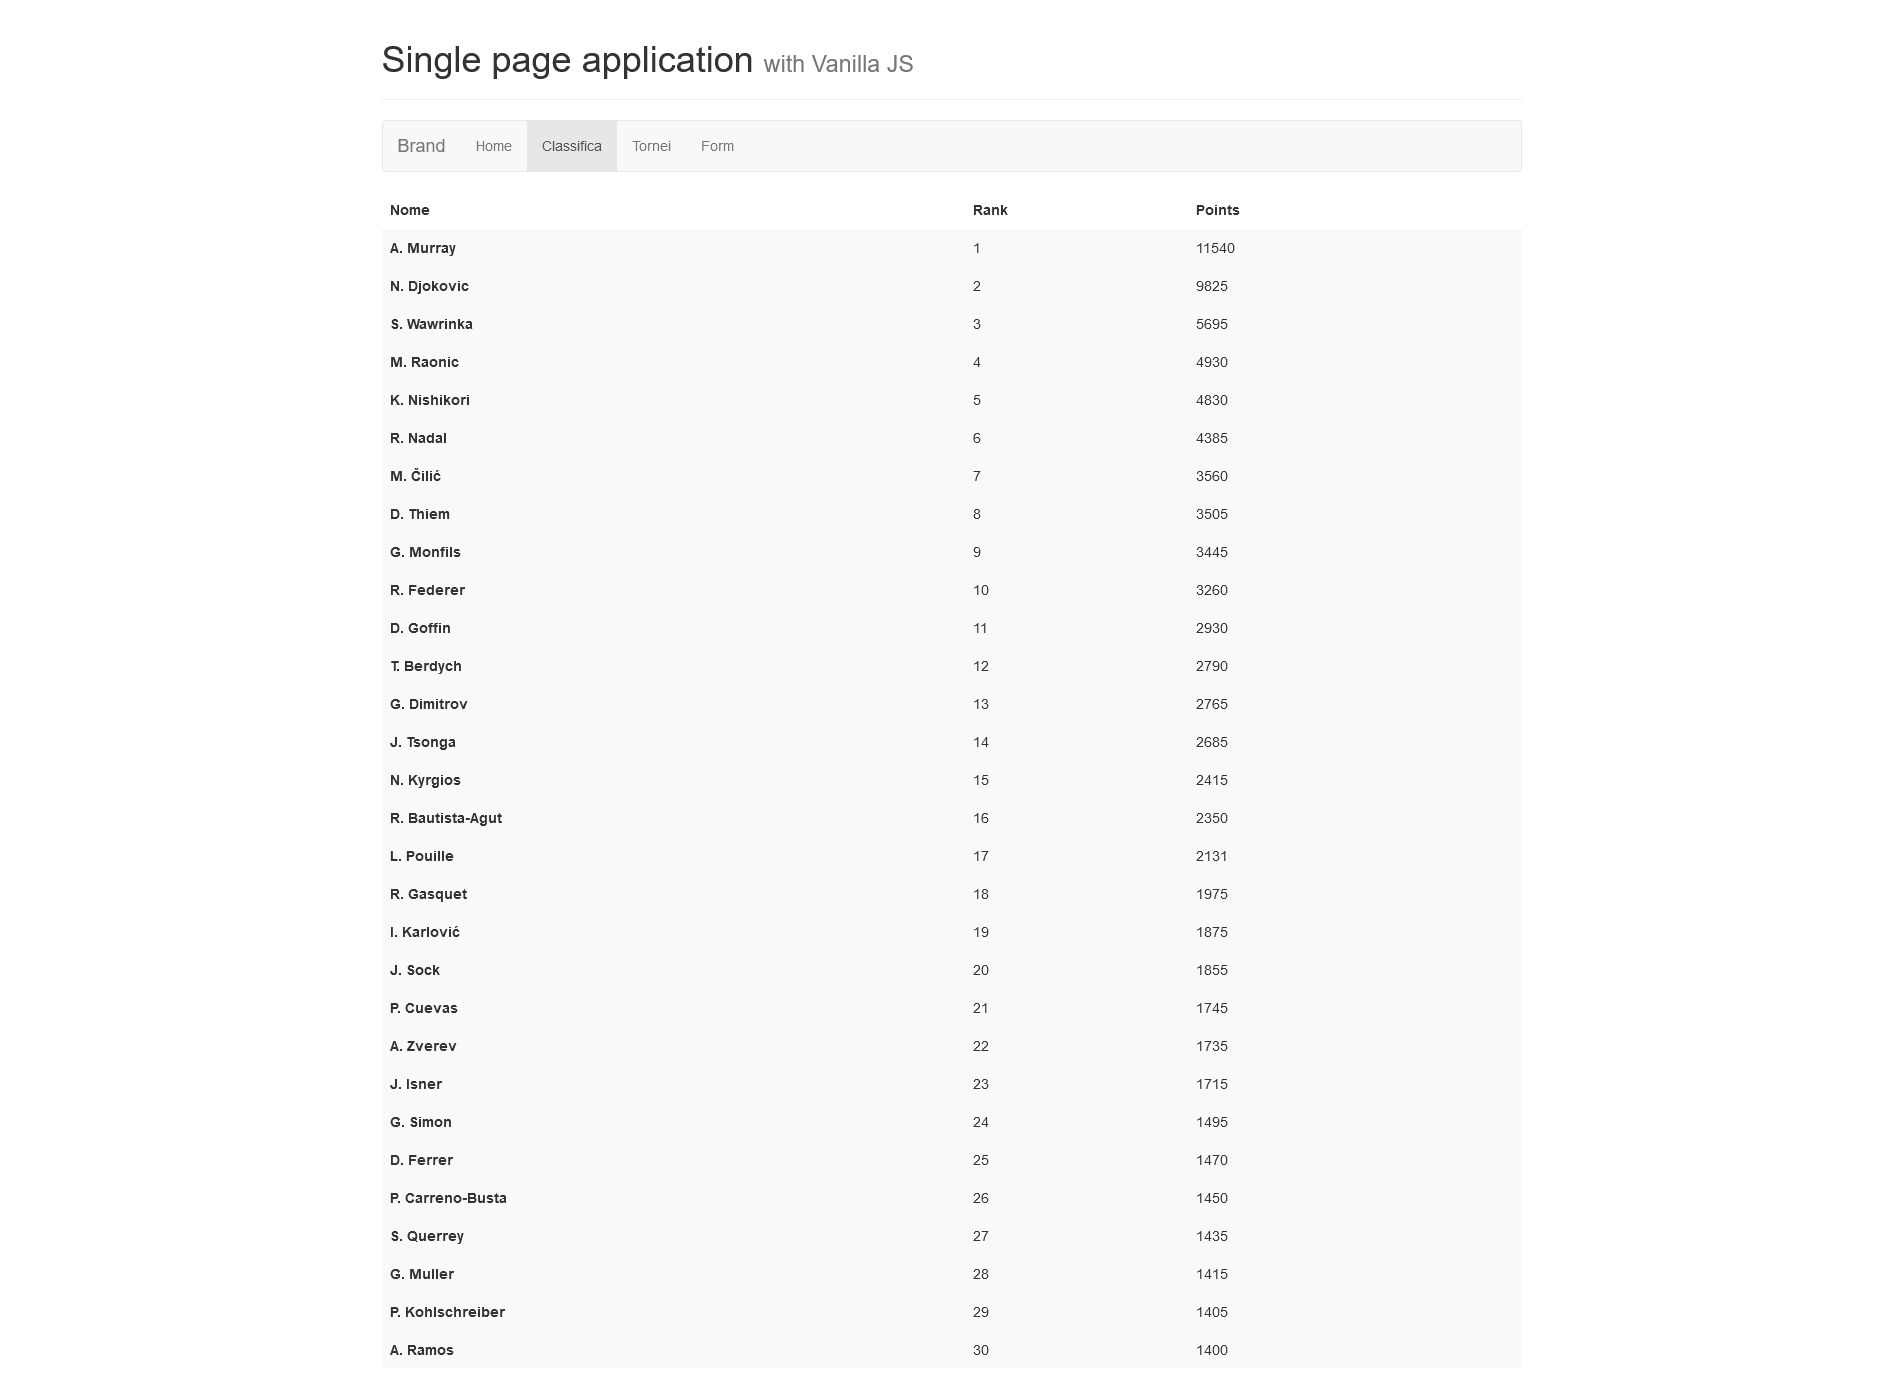 Single page application with Vanilla JS
Brand Home Classifica Tornei Form
Nome Rank Points
A. Murray 1 11540
N. Djokovic 2 9825
S. Wawrinka 3 5695
M. Raonic 4 4930
K. Nishikori 5 4830
R. Nadal 6 4385
M. Čilić 7 3560
D. Thiem 8 3505
G. Monfils 9 3445
R. Federer 10 3260
D. Goffin 11 2930
T. Berdych 12 2790
G. Dimitrov 13 2765
J. Tsonga 14 2685
N. Kyrgios 15 2415
R. Bautista-Agut 16 2350
L. Pouille 17 2131
R. Gasquet 18 1975
I. Karlović 19 1875
J. Sock 20 1855
P. Cuevas 21 1745
A. Zverev 22 1735
J. Isner 23 1715
G. Simon 24 1495
D. Ferrer 25 1470
P. Carreno-Busta 26 1450
S. Querrey 27 1435
G. Muller 28 1415
P. Kohlschreiber 29 1405
A. Ramos 30 1400